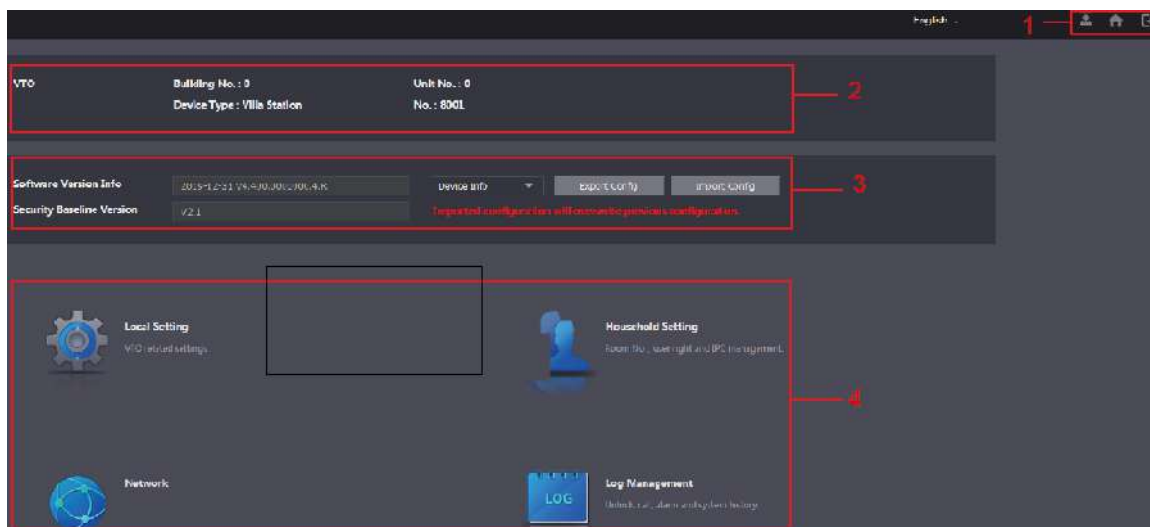 English
1
VTO Building No. : 0 Unit No. : 0
Device Type : Villa Station No. : 8001
2
Software Version Info Device Info Export Config Import Config
3
Security Baseline Version V2.1 Imported configuration will overwrite previous configuration.
Local Setting Household Setting
VTO related settings. Room No., user right and IPC management.
4
Network Log Management
LOG Unlock, call, alarm and system history.